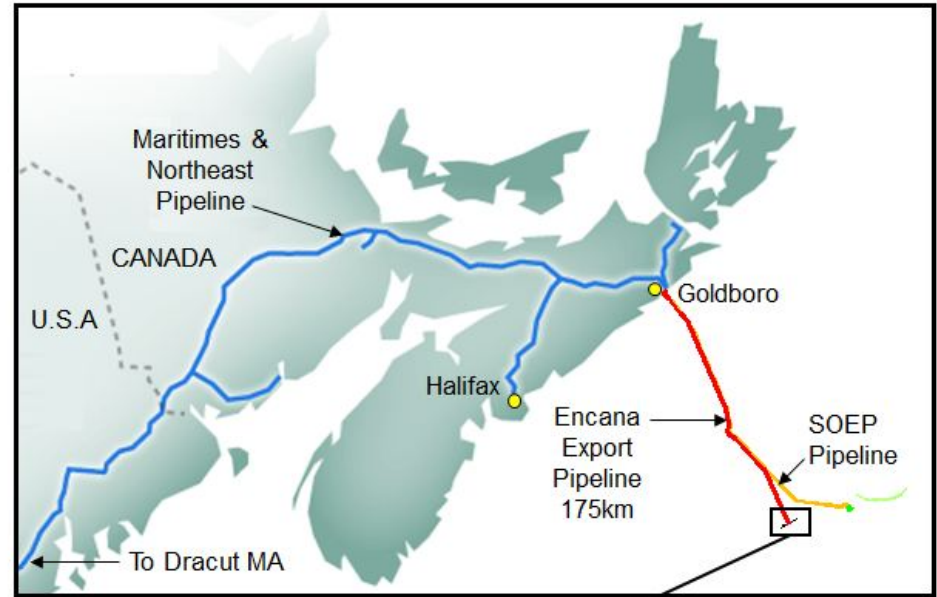 Maritimes &
Northeast
Pipeline
CANADA
U.S.A
Goldboro
Halifax
Encana
Export
Pipeline
175km
SOEP
Pipeline
To Dracut MA